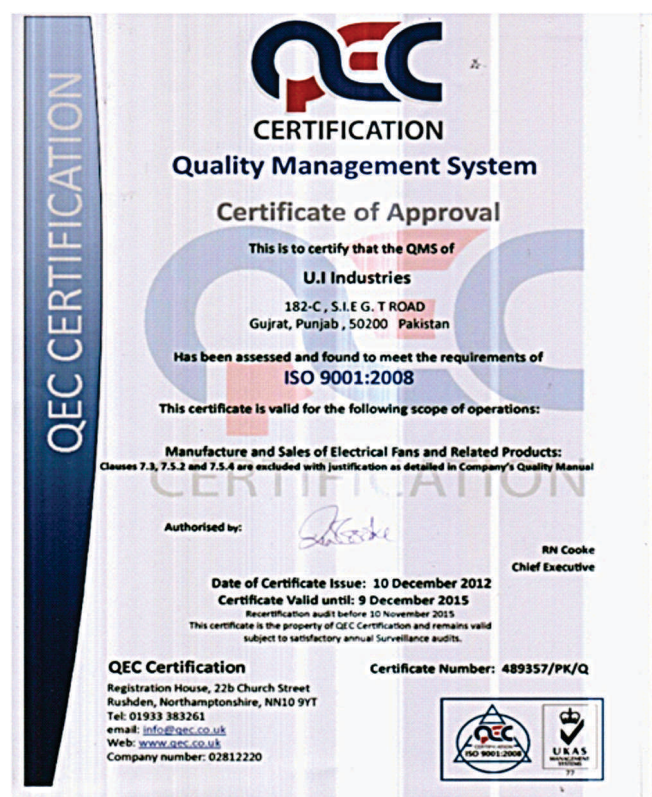 QEC CERTIFICATION
QEC
CERTIFICATION
Quality Management System
Certificate of Approval
This is to certify that the QMS of
U.I Industries
182-C , S.I.E G. T ROAD
Gujrat, Punjab , 50200 Pakistan
Has been assessed and found to meet the requirements of
ISO 9001:2008
This certificate is valid for the following scope of operations:
Manufacture and Sales of Electrical Fans and Related Products:
Clauses 7.3, 7.5.2 and 7.5.4 are excluded with justification as detailed in Company's Quality Manual
QEC
CERTIFICATION
Authorised by:
RN Cooke
RN Cooke
Chief Executive
Date of Certificate Issue: 10 December 2012
Certificate Valid until: 9 December 2015
Recertification audit before 10 November 2015
This certificate is the property of QEC Certification and remains valid
subject to satisfactory annual Surveillance audits.
QEC Certification
Certificate Number: 489357/PK/Q
Registration House, 22b Church Street
Rushden, Northamptonshire, NN10 9YT
Tel: 01933 383261
email: info@qec.co.uk
Web: www.qec.co.uk
Company number: 02812220
QEC
CERTIFICATION
ISO 9001:2008
UKAS
MANAGEMENT
SYSTEMS
77